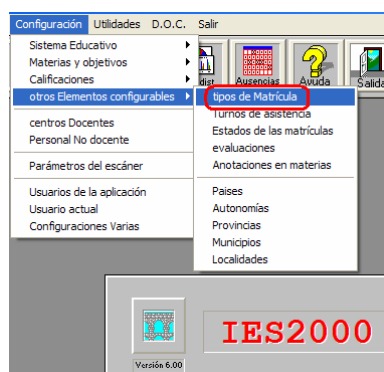 Configuración Utilidades D.O.C. Salir
Sistema Educativo
Materias y objetivos
Calificaciones
otros Elementos configurables
centros Docentes
Personal No docente
Parámetros del escáner
Usuarios de la aplicación
Usuario actual
Configuraciones Varias
dist Ausencias Ayuda Salida
tipos de Matrícula
Turnos de asistencia
Estados de las matrículas
evaluaciones
Anotaciones en materias
Paises
Autonomías
Provincias
Municipios
Localidades
IES2000
Versión 6.00